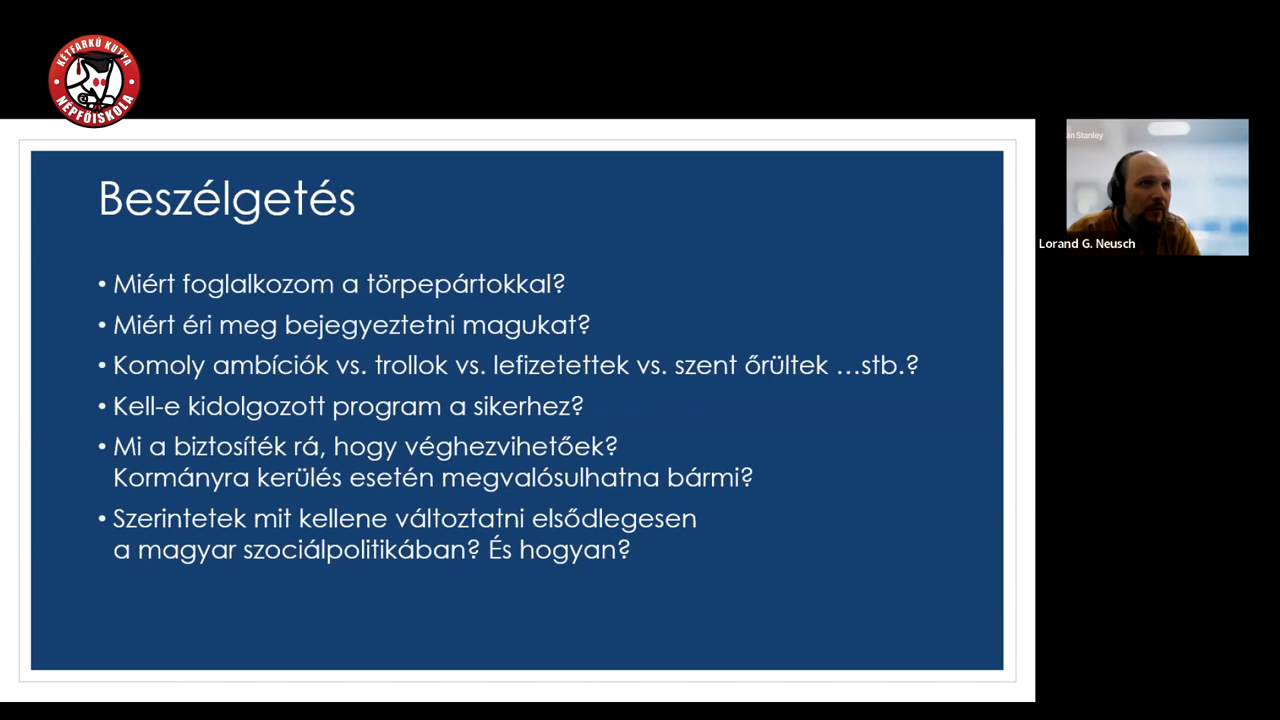 KÉTFARKÚ KUTYA
NÉPFŐISKOLA
an Stanley
Lorand G. Neusch
Beszélgetés
• Miért foglalkozom a törpepártokkal?
• Miért éri meg bejegyeztetni magukat?
• Komoly ambíciók vs. trollok vs. lefizetettek vs. szent őrültek …stb.?
• Kell-e kidolgozott program a sikerhez?
• Mi a biztosíték rá, hogy véghezvihetőek?
Kormányra kerülés esetén megvalósulhatna bármi?
• Szerintetek mit kellene változtatni elsődlegesen
a magyar szociálpolitikában? És hogyan?